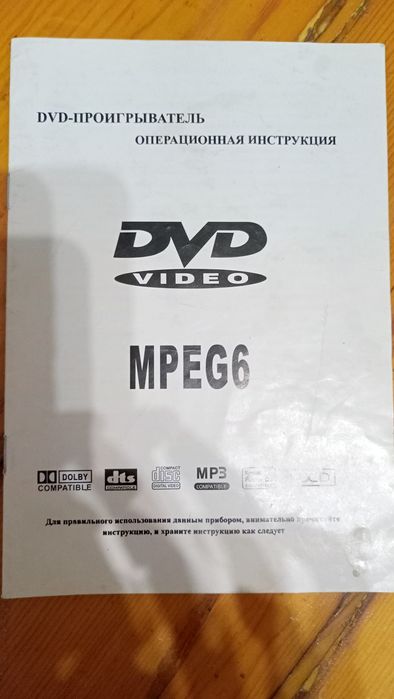 DVD-ПРОИГРЫВАТЕЛЬ
ОПЕРАЦИОННАЯ ИНСТРУКЦИЯ
DVD
VIDEO
MPEG6
DOLBY
COMPATIBLE
dts
COMPACT
disc
DIGITAL VIDEO
MP3
COMPATIBLE
Для правильного использования данным прибором, внимательно прочитайте
инструкцию, и храните инструкцию как следует